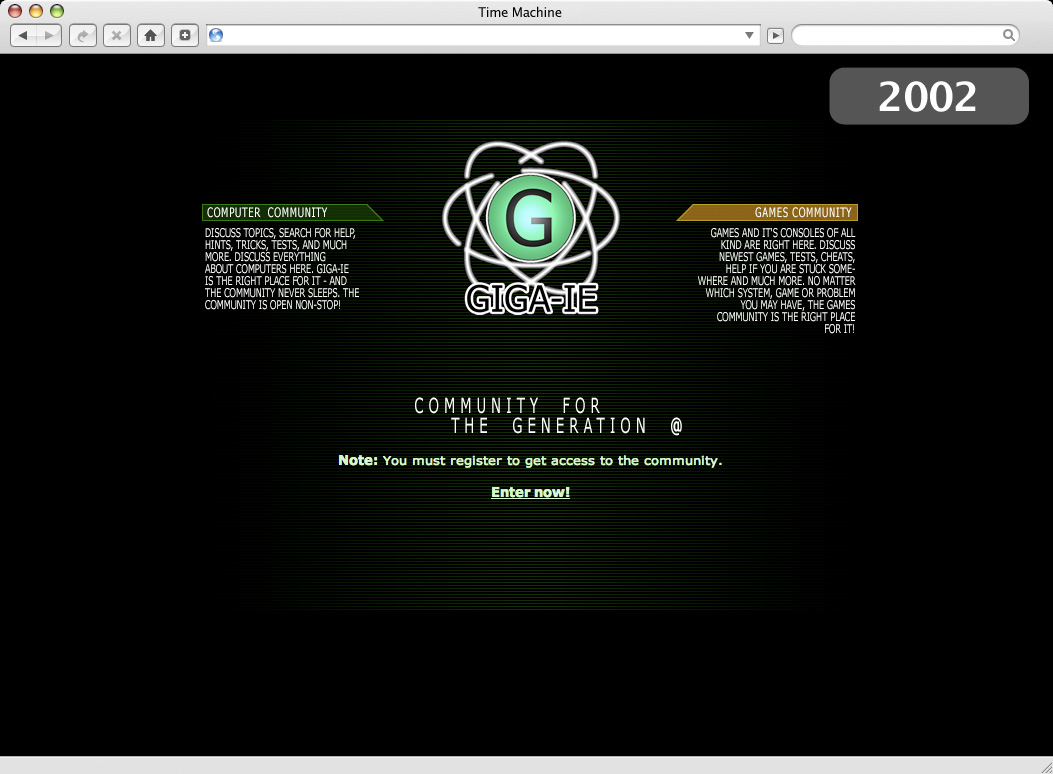 Time Machine
2002
COMPUTER COMMUNITY
DISCUSS TOPICS, SEARCH FOR HELP,
HINTS, TRICKS, TESTS, AND MUCH
MORE. DISCUSS EVERYTHING
ABOUT COMPUTERS HERE. GIGA-IE
IS THE RIGHT PLACE FOR IT - AND
THE COMMUNITY NEVER SLEEPS. THE
COMMUNITY IS OPEN NON-STOP!
G
GIGA-IE
GAMES COMMUNITY
GAMES AND IT'S CONSOLES OF ALL
KIND ARE RIGHT HERE. DISCUSS
NEWEST GAMES, TESTS, CHEATS,
HELP IF YOU ARE STUCK SOME-
WHERE AND MUCH MORE. NO MATTER
WHICH SYSTEM, GAME OR PROBLEM
YOU MAY HAVE, THE GAMES
COMMUNITY IS THE RIGHT PLACE
FOR IT!
COMMUNITY FOR
THE GENERATION @
Note: You must register to get access to the community.
Enter now!